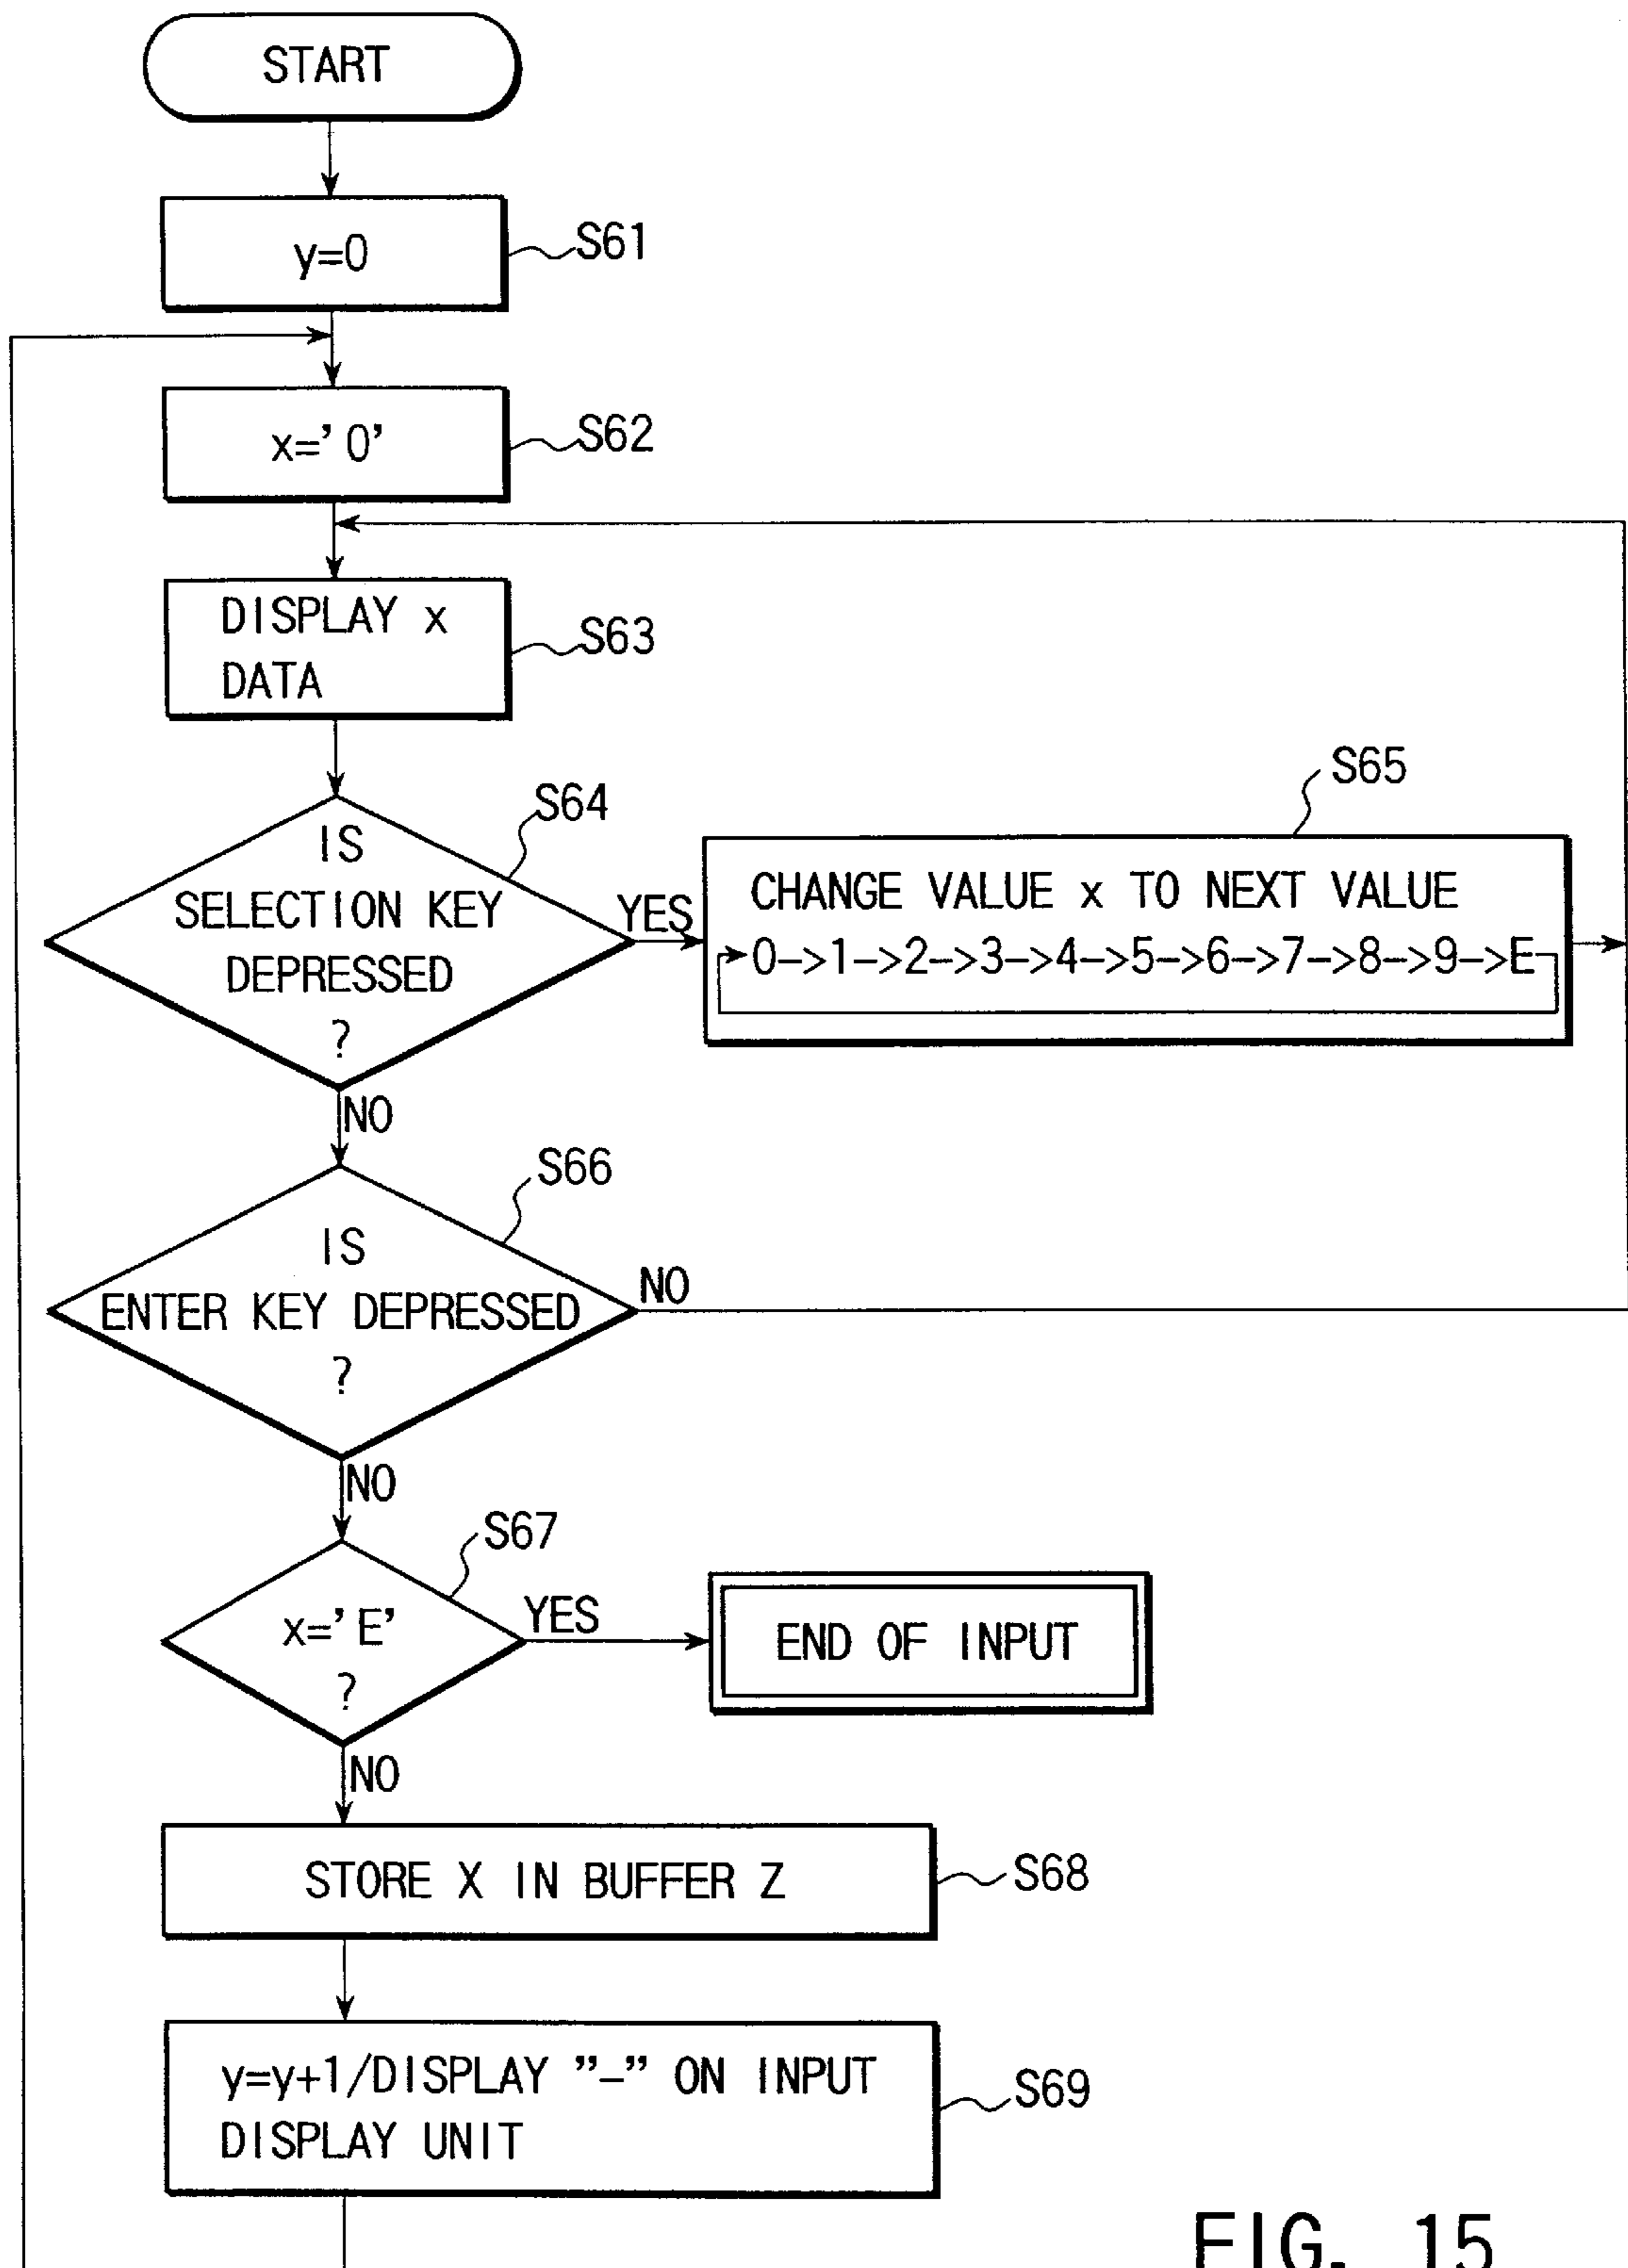 START
y=0
S61
x='0'
S62
DISPLAY x
DATA
S63
S64
IS
SELECTION KEY
DEPRESSED
?
YES
S65
CHANGE VALUE x TO NEXT VALUE
0->1->2->3->4->5->6->7->8->9->E
NO
S66
IS
ENTER KEY DEPRESSED
?
NO
NO
S67
x='E'
?
YES
END OF INPUT
NO
STORE X IN BUFFER Z
S68
y=y+1/DISPLAY "-" ON INPUT
DISPLAY UNIT
S69
FIG. 15